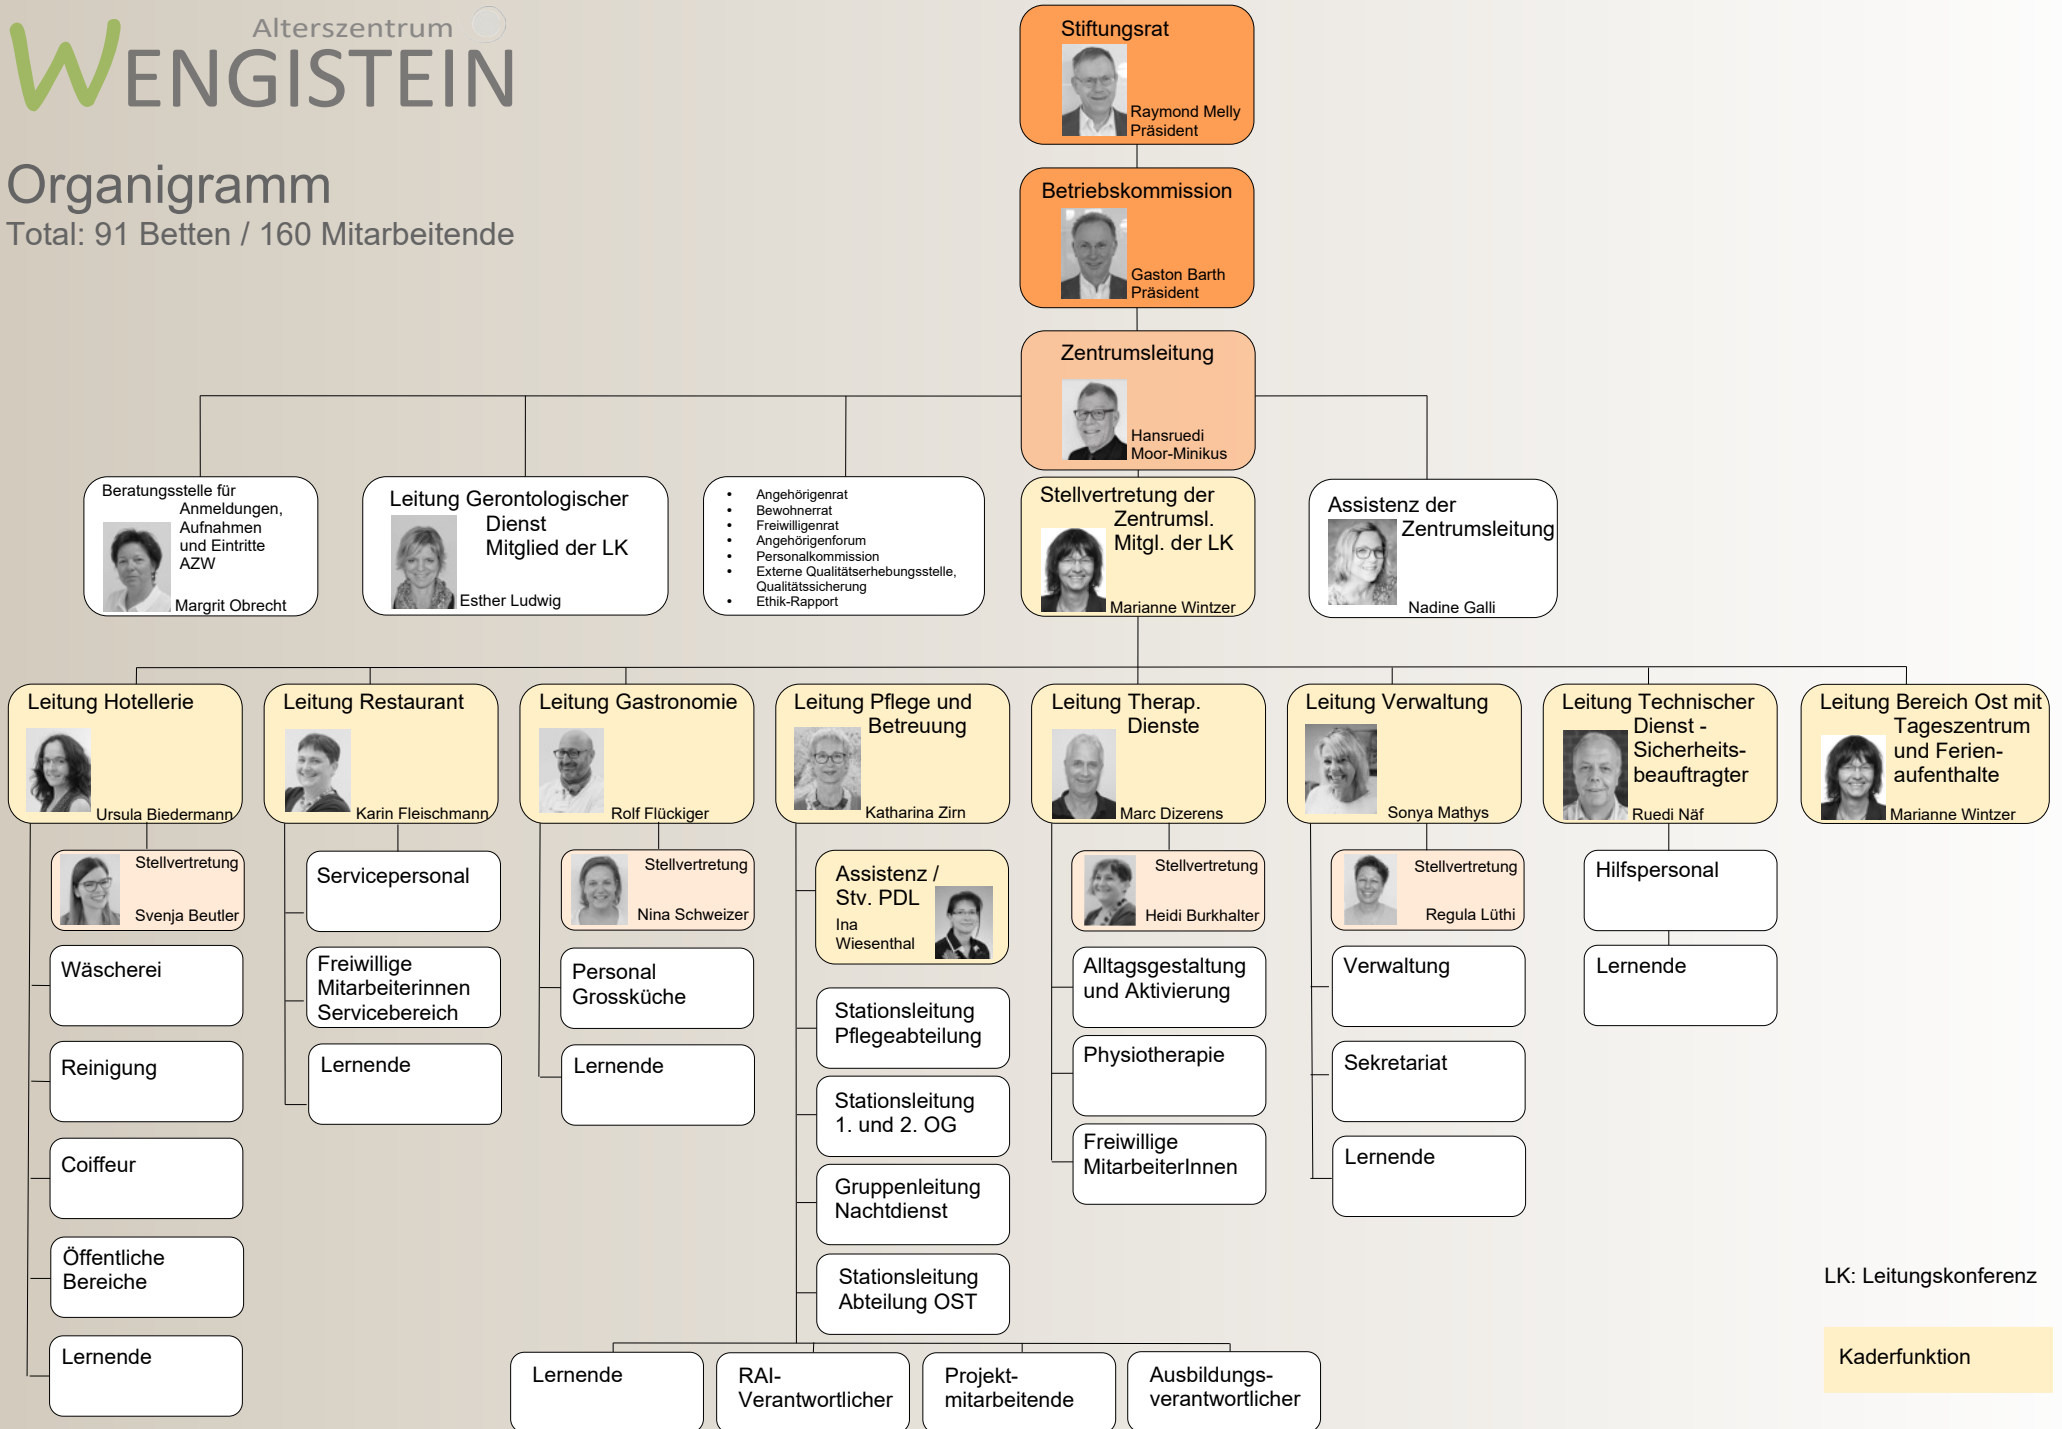 Alterszentrum
WENGISTEIN
Organigramm
Total: 91 Betten / 160 Mitarbeitende
Stiftungsrat
Raymond Melly
Präsident
Betriebskommission
Gaston Barth
Präsident
Zentrumsleitung
Hansruedi
Moor-Minikus
Beratungsstelle für
Anmeldungen,
Aufnahmen
und Eintritte
AZW
Margrit Obrecht
Leitung Gerontologischer
Dienst
Mitglied der LK
Esther Ludwig
• Angehörigenrat
• Bewohnerrat
• Freiwilligenrat
• Angehörigenforum
• Personalkommission
• Externe Qualitätserhebungsstelle,
Qualitätssicherung
• Ethik-Rapport
Stellvertretung der
Zentrumsl.
Mitgl. der LK
Marianne Wintzer
Assistenz der
Zentrumsleitung
Nadine Galli
Leitung Hotellerie
Ursula Biedermann
Stellvertretung
Svenja Beutler
Wäscherei
Reinigung
Coiffeur
Öffentliche
Bereiche
Lernende
Leitung Restaurant
Karin Fleischmann
Servicepersonal
Freiwillige
Mitarbeiterinnen
Servicebereich
Lernende
Leitung Gastronomie
Rolf Flückiger
Stellvertretung
Nina Schweizer
Personal
Grossküche
Lernende
Leitung Pflege und
Betreuung
Katharina Zirn
Assistenz /
Stv. PDL
Ina
Wiesenthal
Stationsleitung
Pflegeabteilung
Stationsleitung
1. und 2. OG
Gruppenleitung
Nachtdienst
Stationsleitung
Abteilung OST
Lernende
RAI-
Verantwortlicher
Projekt-
mitarbeitende
Ausbildungs-
verantwortlicher
Leitung Therap.
Dienste
Marc Dizerens
Stellvertretung
Heidi Burkhalter
Alltagsgestaltung
und Aktivierung
Physiotherapie
Freiwillige
MitarbeiterInnen
Leitung Verwaltung
Sonya Mathys
Stellvertretung
Regula Lüthi
Verwaltung
Sekretariat
Lernende
Leitung Technischer
Dienst -
Sicherheits-
beauftragter
Ruedi Näf
Hilfspersonal
Lernende
Leitung Bereich Ost mit
Tageszentrum
und Ferien-
aufenthalte
Marianne Wintzer
LK: Leitungskonferenz
Kaderfunktion